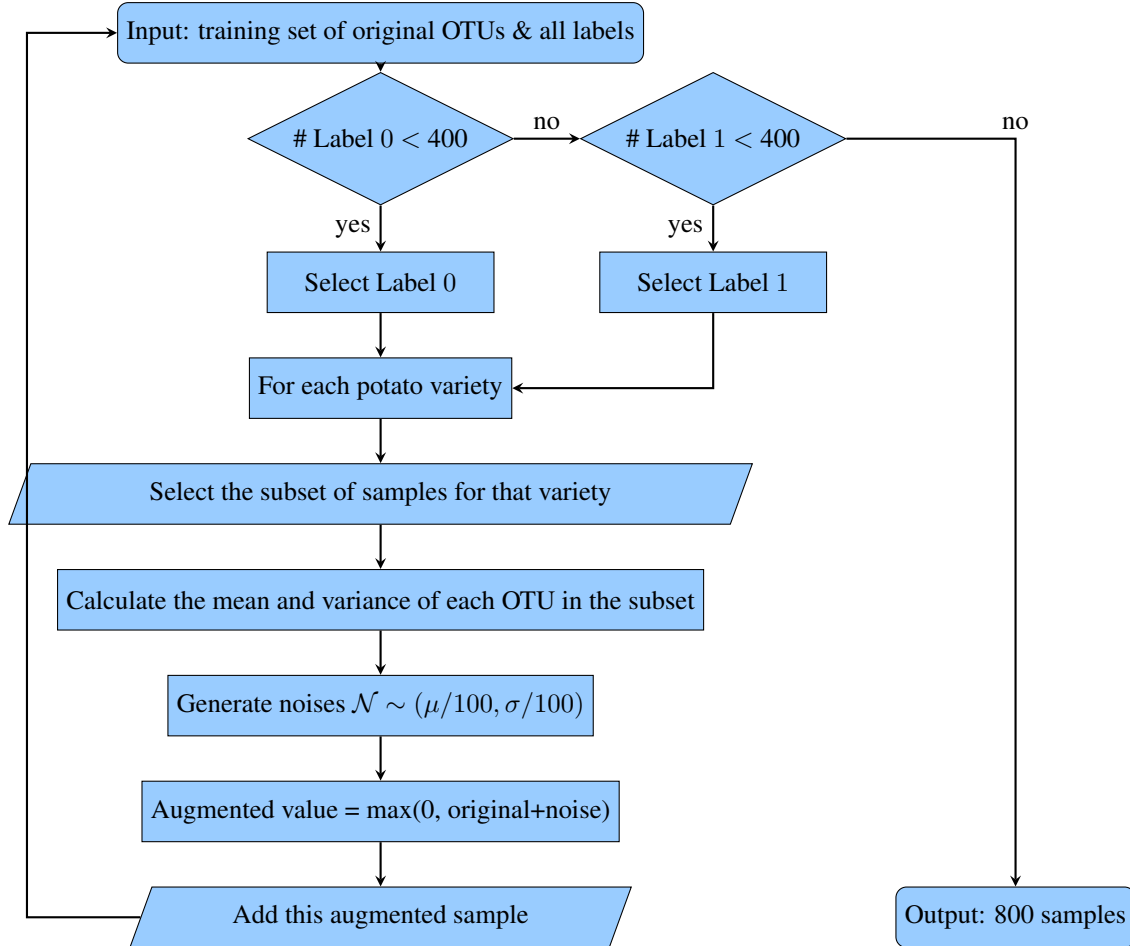 Input: training set of original OTUs & all labels
# Label 0 < 400
no
# Label 1 < 400
no
yes
yes
Select Label 0
Select Label 1
For each potato variety
Select the subset of samples for that variety
Calculate the mean and variance of each OTU in the subset
Generate noises 𝒩 ∼ (μ/100, σ/100)
Augmented value = max(0, original+noise)
Add this augmented sample
Output: 800 samples